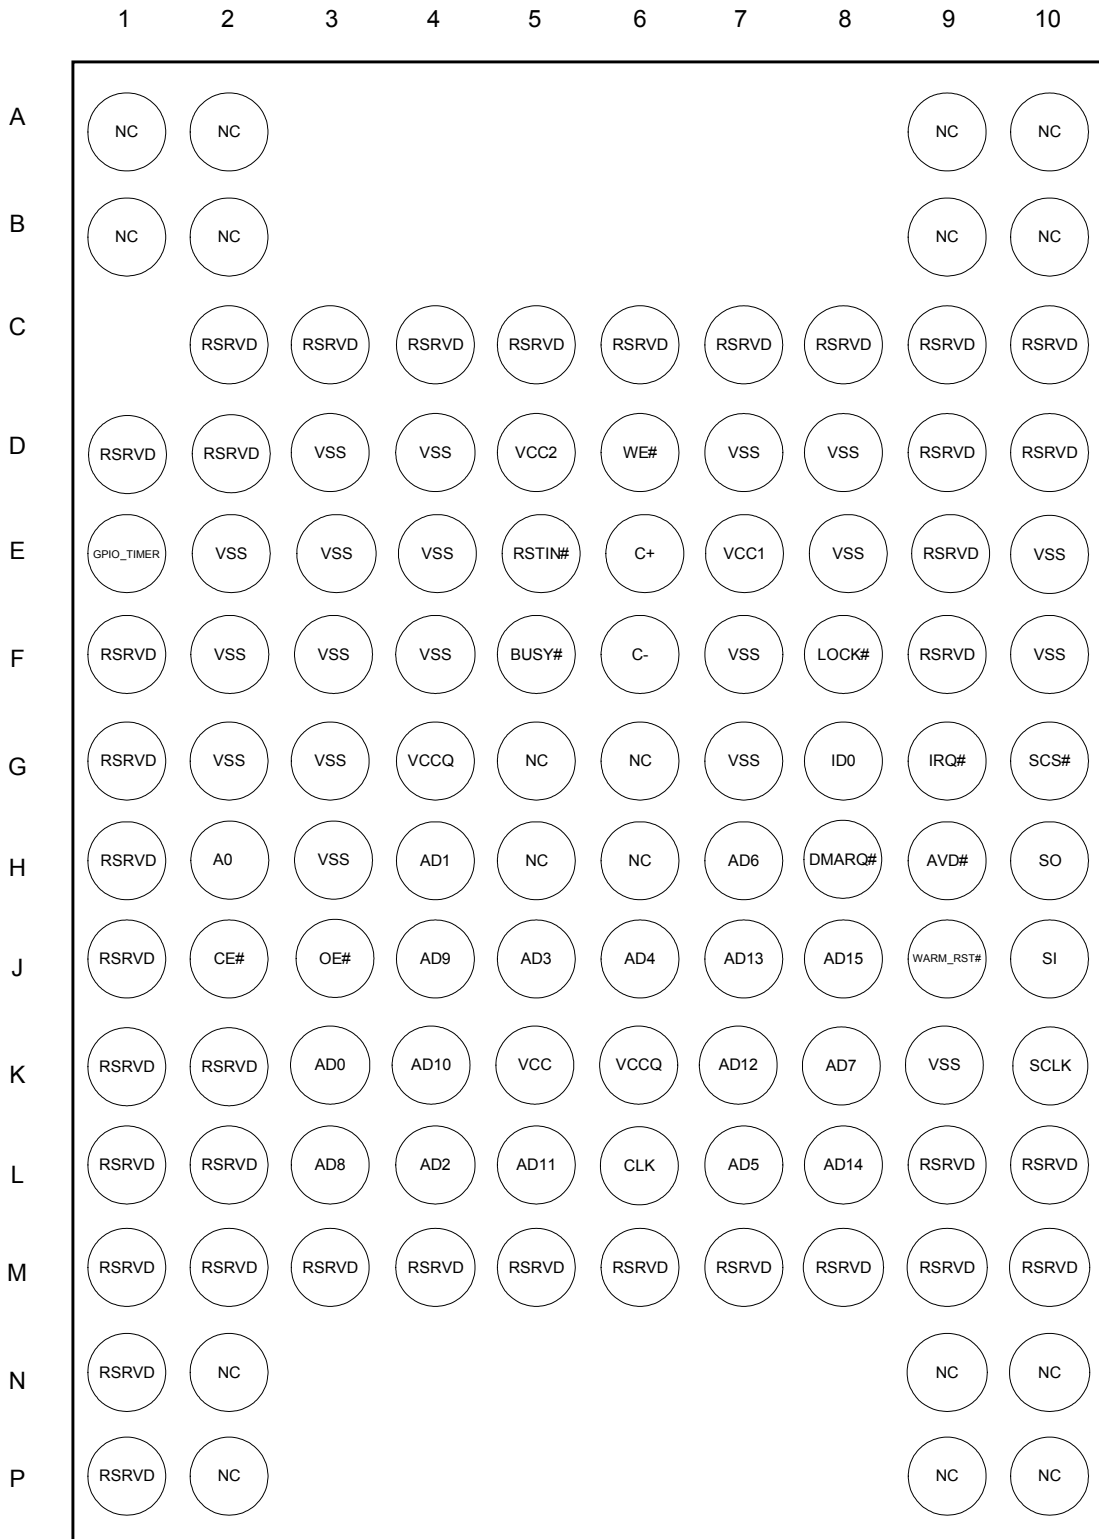 1 2 3 4 5 6 7 8 9 10
A NC NC NC NC
B NC NC NC NC
C RSRVD RSRVD RSRVD RSRVD RSRVD RSRVD RSRVD RSRVD RSRVD
D RSRVD RSRVD VSS VSS VCC2 WE# VSS VSS RSRVD RSRVD
E GPIO_TIMER VSS VSS VSS RSTIN# C+ VCC1 VSS RSRVD VSS
F RSRVD VSS VSS VSS BUSY# C- VSS LOCK# RSRVD VSS
G RSRVD VSS VSS VCCQ NC NC VSS ID0 IRQ# SCS#
H RSRVD A0 VSS AD1 NC NC AD6 DMARQ# AVD# SO
J RSRVD CE# OE# AD9 AD3 AD4 AD13 AD15 WARM_RST# SI
K RSRVD RSRVD AD0 AD10 VCC VCCQ AD12 AD7 VSS SCLK
L RSRVD RSRVD AD8 AD2 AD11 CLK AD5 AD14 RSRVD RSRVD
M RSRVD RSRVD RSRVD RSRVD RSRVD RSRVD RSRVD RSRVD RSRVD RSRVD
N RSRVD NC NC NC
P RSRVD NC NC NC